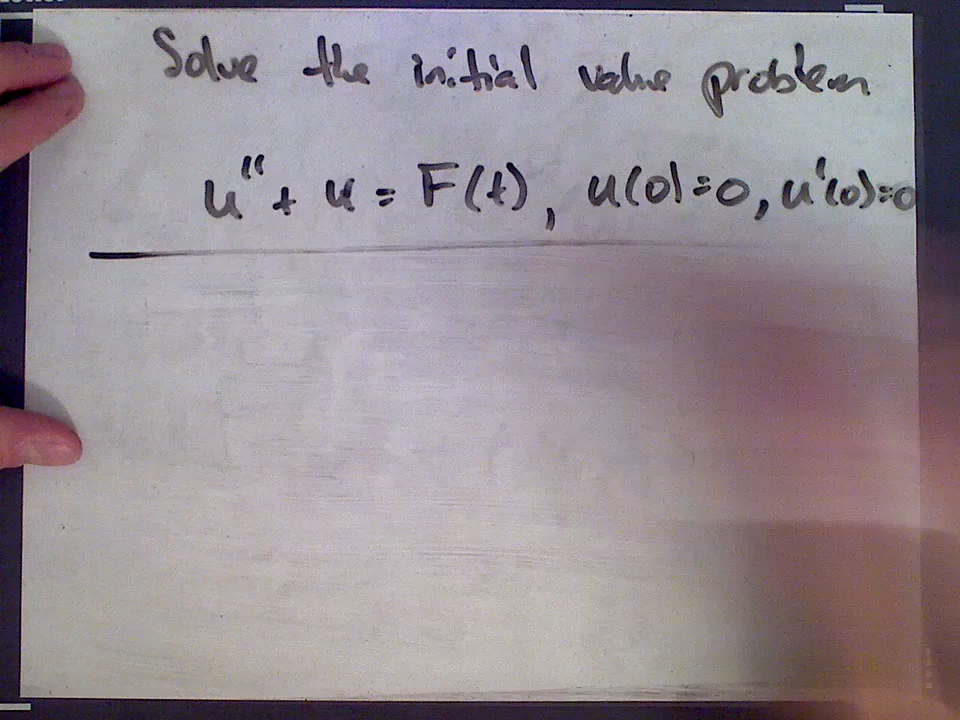 Solve the initial value problem
u'' + u = F(t), u(0)=0, u'(0)=0